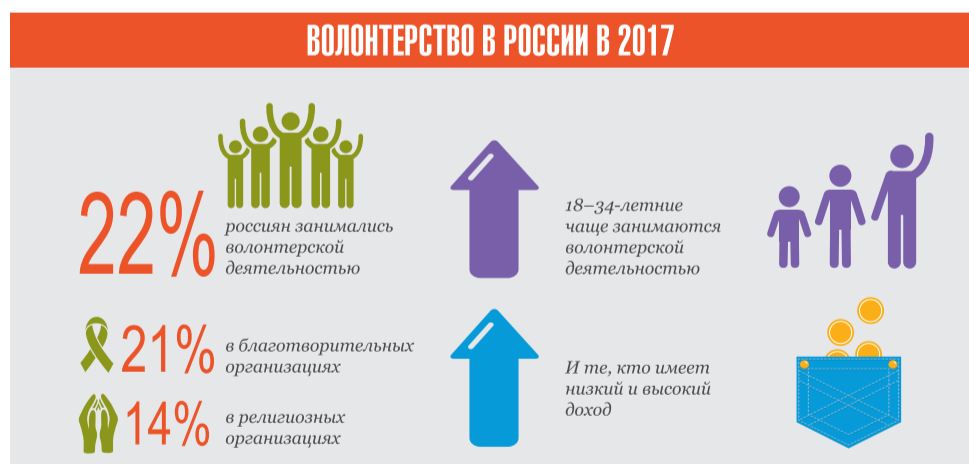 ВОЛОНТЕРСТВО В РОССИИ В 2017
22%
россиян занимались
волонтерской
деятельностью
18–34-летние
чаще занимаются
волонтерской
деятельностью
21%
в благотворительных
организациях
И те, кто имеет
низкий и высокий
доход
14%
в религиозных
организациях